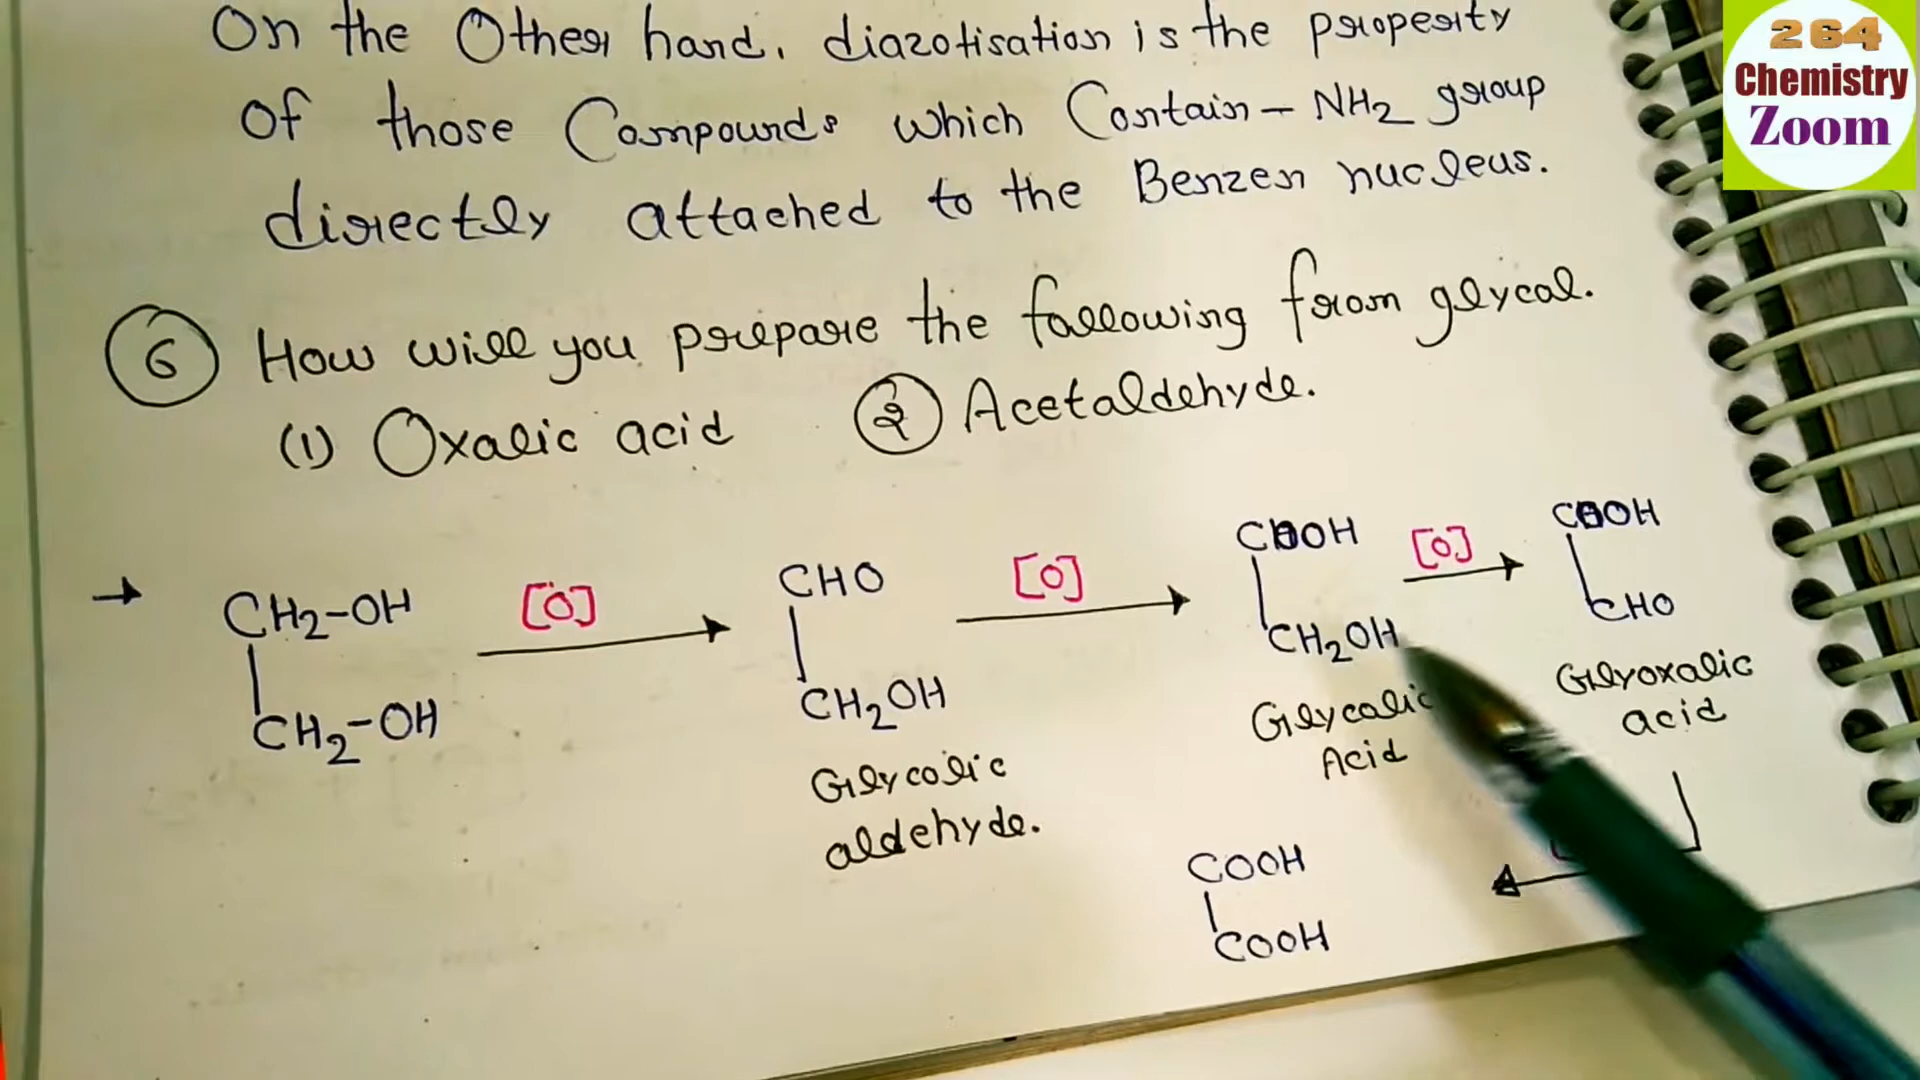 On the Other hand, diazotisation is the property
of those Compounds which Contain - NH2 group
directly attached to the Benzen nucleus.
6 How will you prepare the following from glycol.
(1) Oxalic acid 2 Acetaldehyde.
CH2-OH [O] CHO [O] COOH [O] COOH
CH2-OH CH2OH CH2OH CHO
Glycolic
aldehyde.
Glycolic
Acid
Glyoxalic
acid
COOH
COOH
264
Chemistry
Zoom